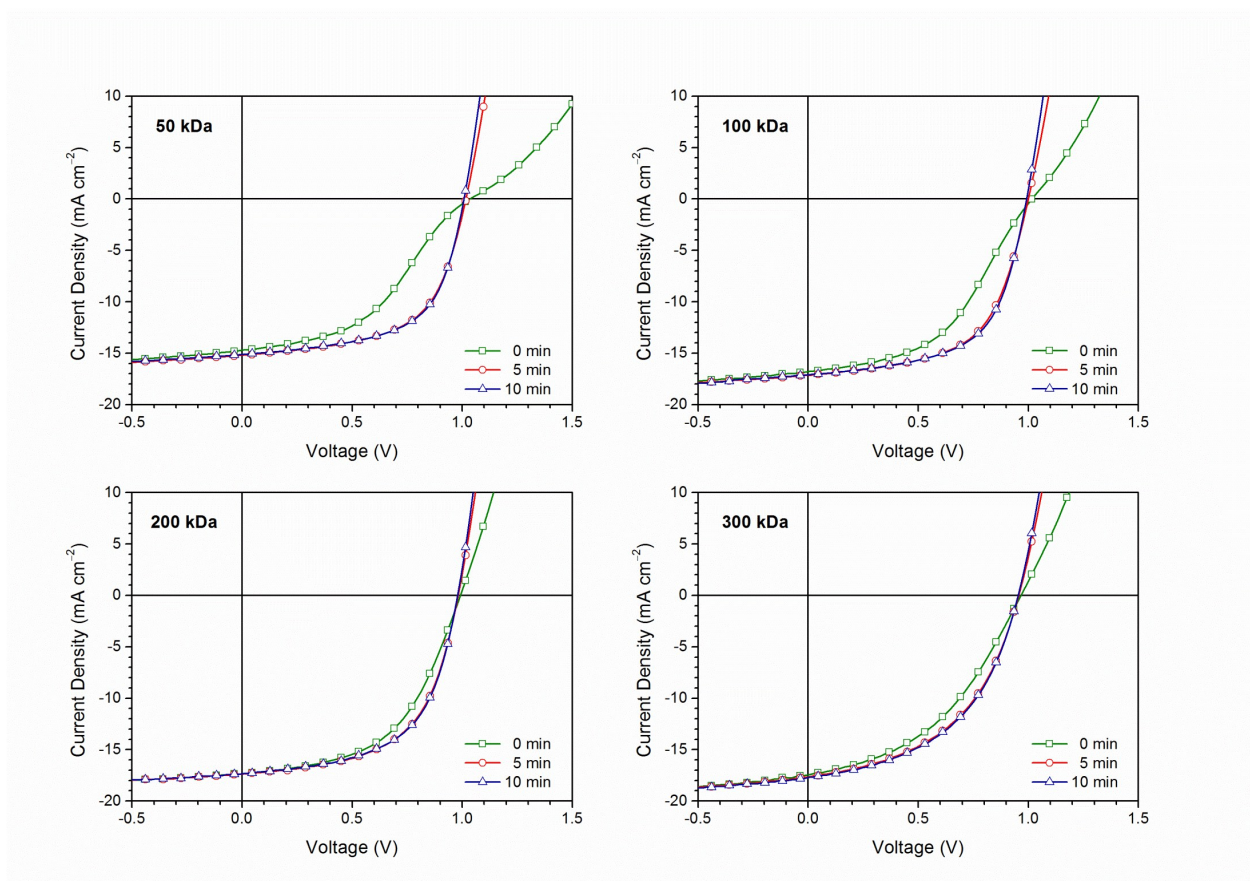 50 kDa
10
5
0
-5
-10
-15
-20
Current Density (mA cm⁻²)
0 min
5 min
10 min
-0.5 0.0 0.5 1.0 1.5
Voltage (V)
100 kDa
10
5
0
-5
-10
-15
-20
Current Density (mA cm⁻²)
0 min
5 min
10 min
-0.5 0.0 0.5 1.0 1.5
Voltage (V)
200 kDa
10
5
0
-5
-10
-15
-20
Current Density (mA cm⁻²)
0 min
5 min
10 min
-0.5 0.0 0.5 1.0 1.5
Voltage (V)
300 kDa
10
5
0
-5
-10
-15
-20
Current Density (mA cm⁻²)
0 min
5 min
10 min
-0.5 0.0 0.5 1.0 1.5
Voltage (V)